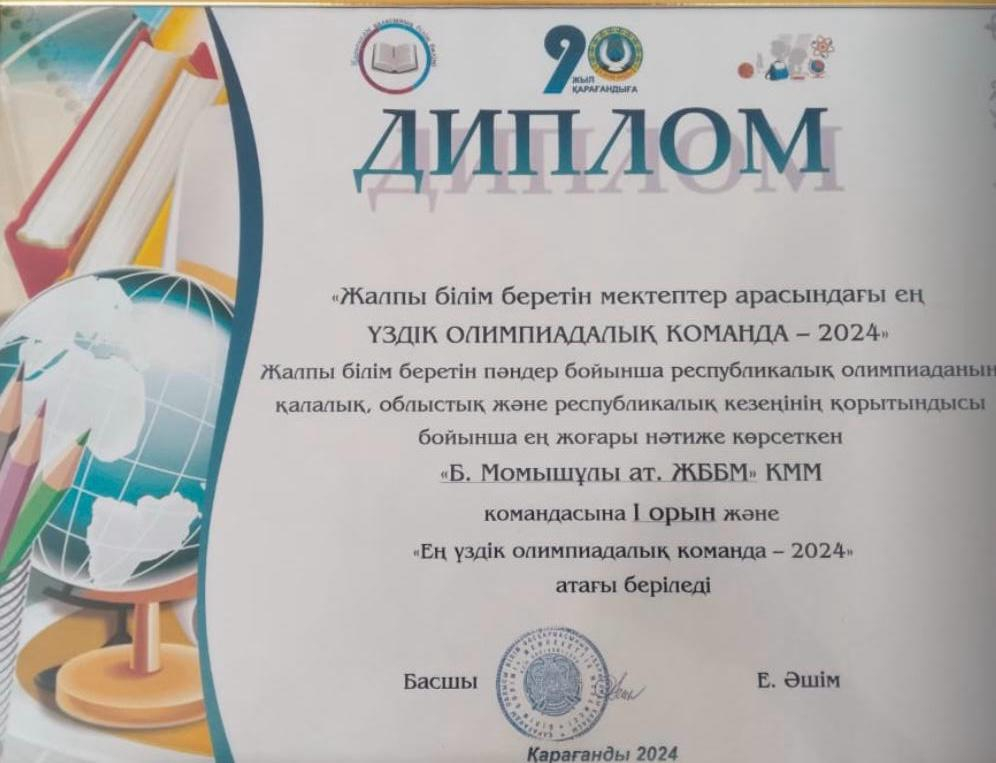 90
ЖЫЛ
ҚАРАҒАНДЫҒА
ДИПЛОМ
«Жалпы білім беретін мектептер арасындағы ең
ҮЗДІК ОЛИМПИАДАЛЫҚ КОМАНДА – 2024»
Жалпы білім беретін пәндер бойынша республикалық олимпиаданың
қалалық, облыстық және республикалық кезеңінің қорытындысы
бойынша ең жоғары нәтиже көрсеткен
«Б. Момышұлы ат. ЖББМ» КММ
командасына І орын және
«Ең үздік олимпиадалық команда – 2024»
атағы беріледі
Басшы Е. Әшім
Қарағанды 2024